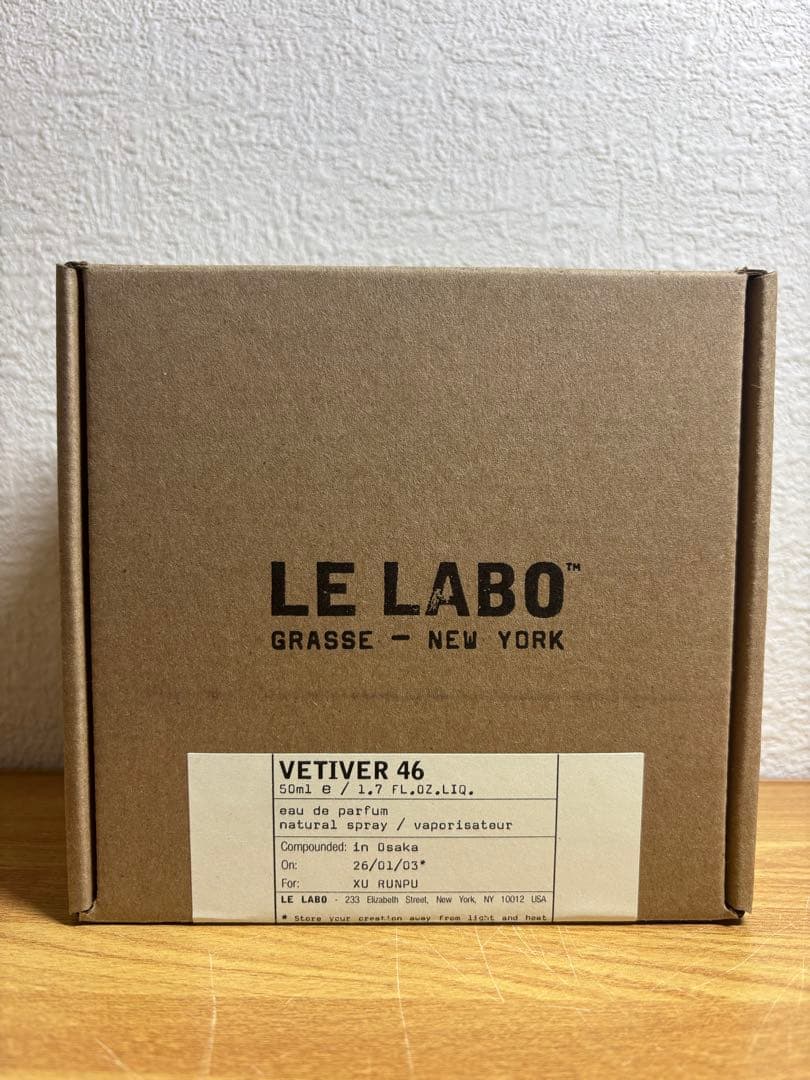 LE LABO™
GRASSE — NEW YORK
VETIVER 46
50ml e / 1.7 FL.OZ.LIQ.
eau de parfum
natural spray / vaporisateur
Compounded: in Osaka
On: 26/01/03*
For: XU RUNPU
LE LABO - 233 Elizabeth Street, New York, NY 10012 USA
* Store your creation away from light and heat